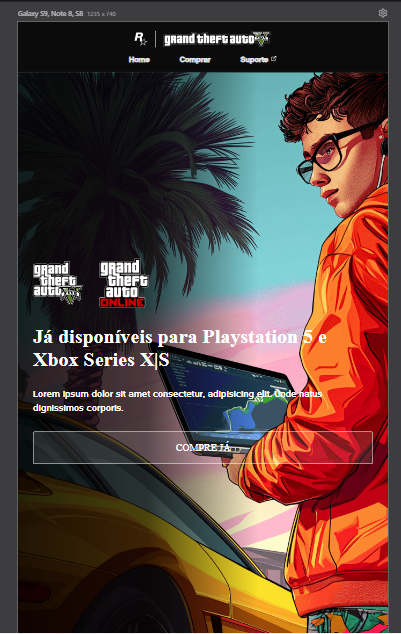 Galaxy S9, Note 8, S8 1235 x 740
R
grand theft auto V
Home Comprar Suporte
grand
theft
auto V
grand
theft
auto
ONLINE
Já disponíveis para Playstation 5 e
Xbox Series X|S
Lorem ipsum dolor sit amet consectetur, adipisicing elit. Unde natus
dignissimos corporis.
COMPRE JÁ